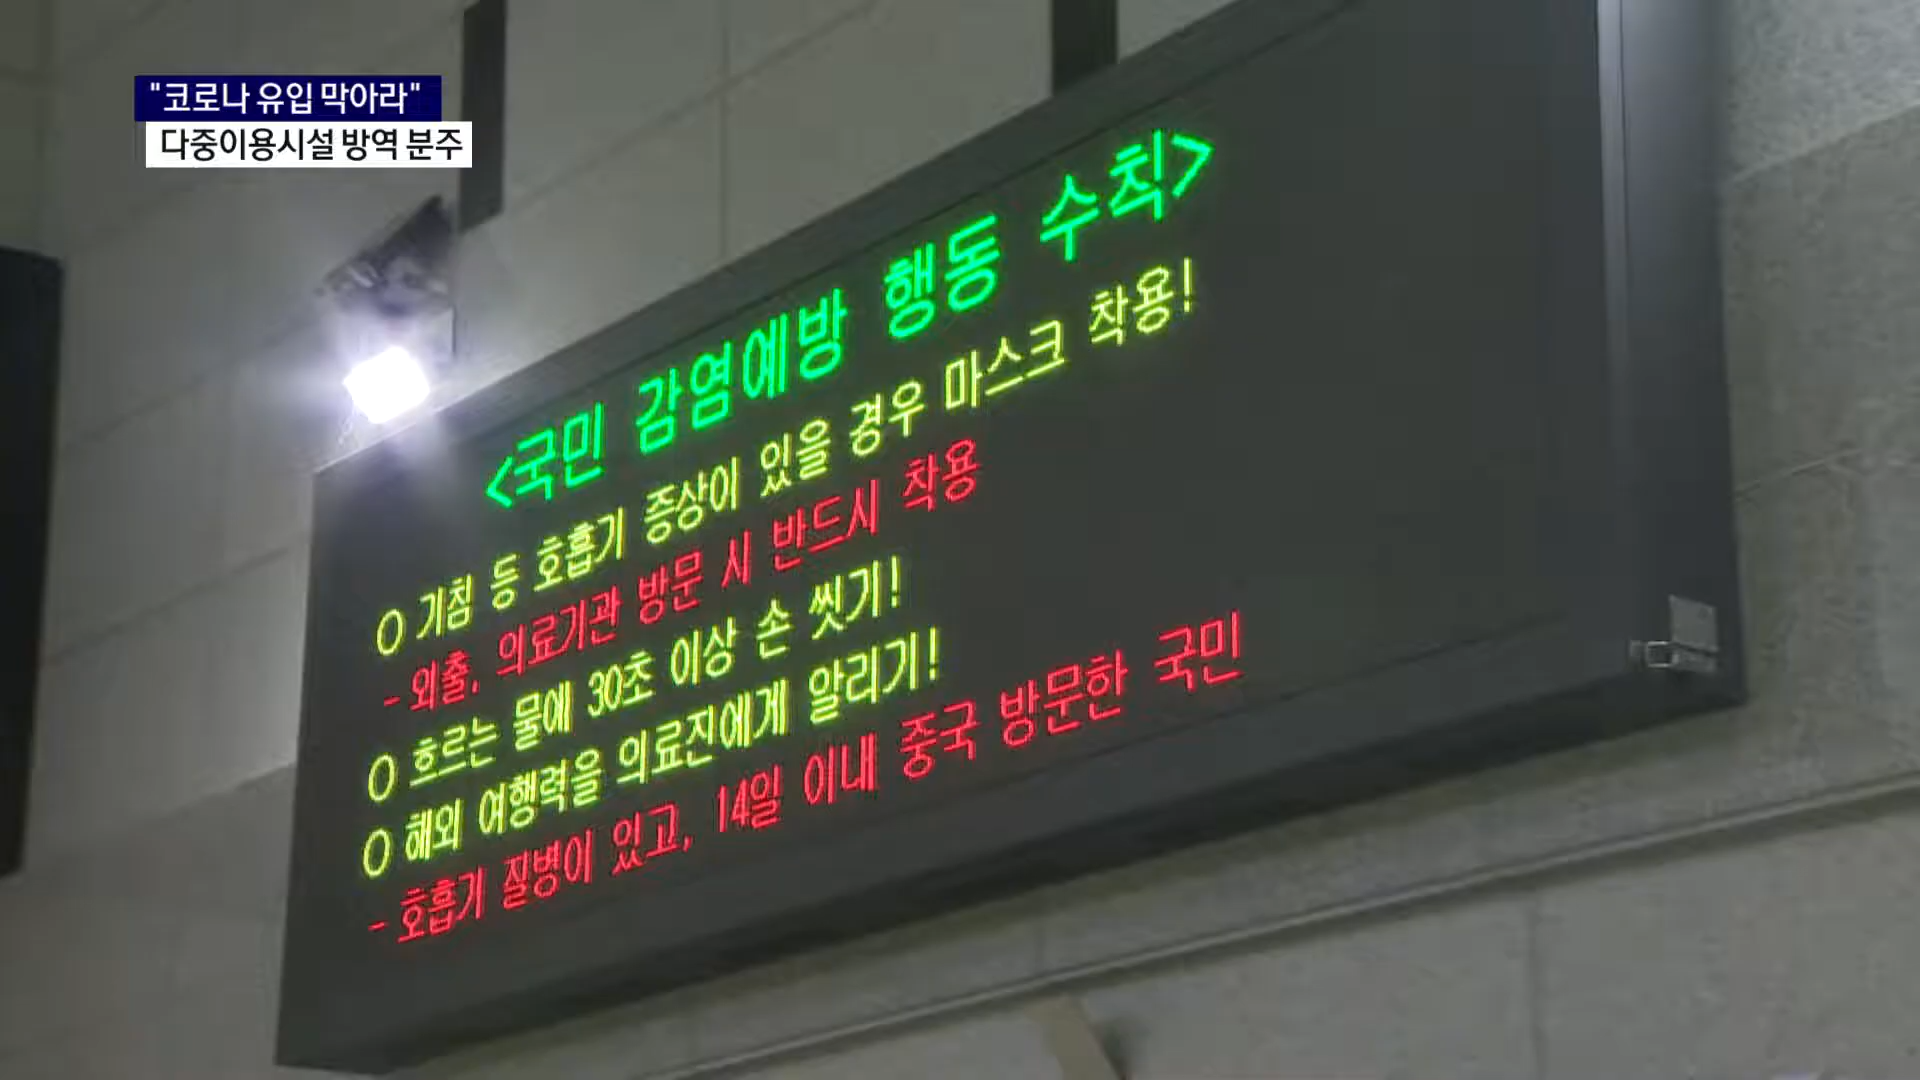 "코로나 유입 막아라"
다중이용시설 방역 분주
<국민 감염예방 행동 수칙>
O 기침 등 호흡기 증상이 있을 경우 마스크 착용!
- 외출, 의료기관 방문 시 반드시 착용
O 흐르는 물에 30초 이상 손 씻기!
O 해외 여행력을 의료진에게 알리기!
- 호흡기 질병이 있고, 14일 이내 중국 방문한 국민